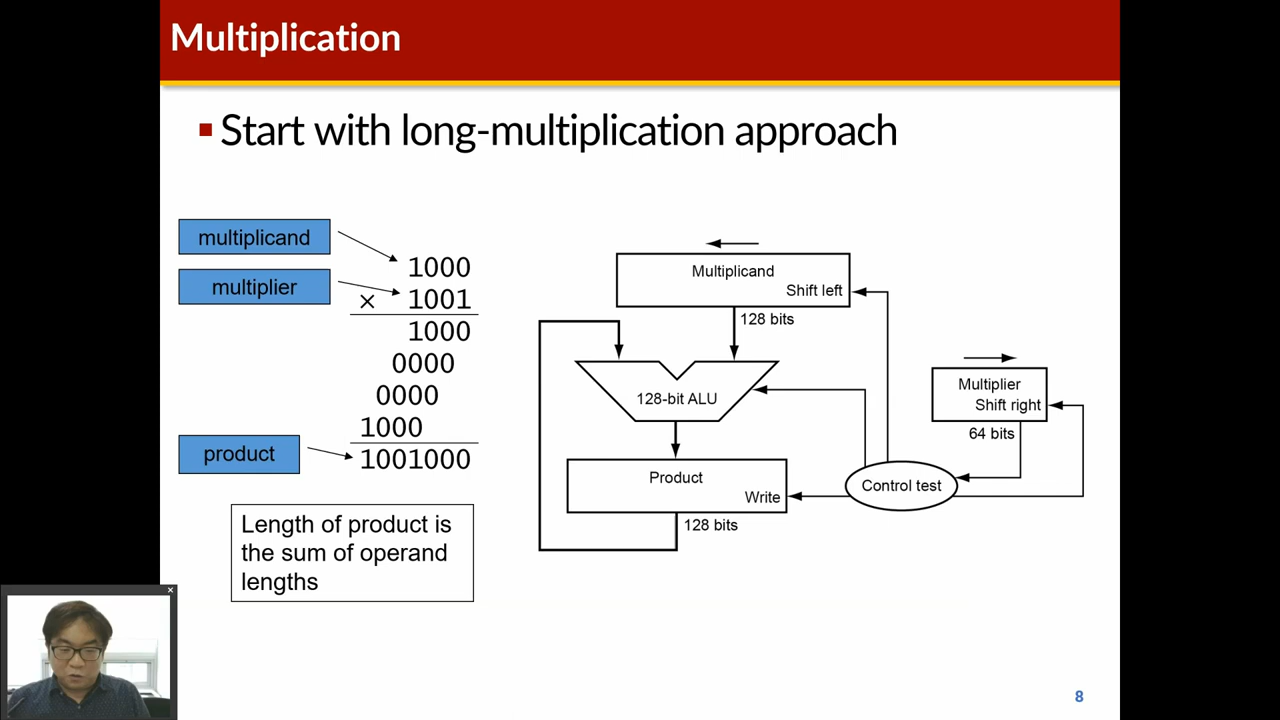 Multiplication
Start with long-multiplication approach
multiplicand
multiplier
product
1000
× 1001
1000
0000
0000
1000
1001000
Length of product is
the sum of operand
lengths
Multiplicand
Shift left
128 bits
128-bit ALU
Product
Write
128 bits
Multiplier
Shift right
64 bits
Control test
8